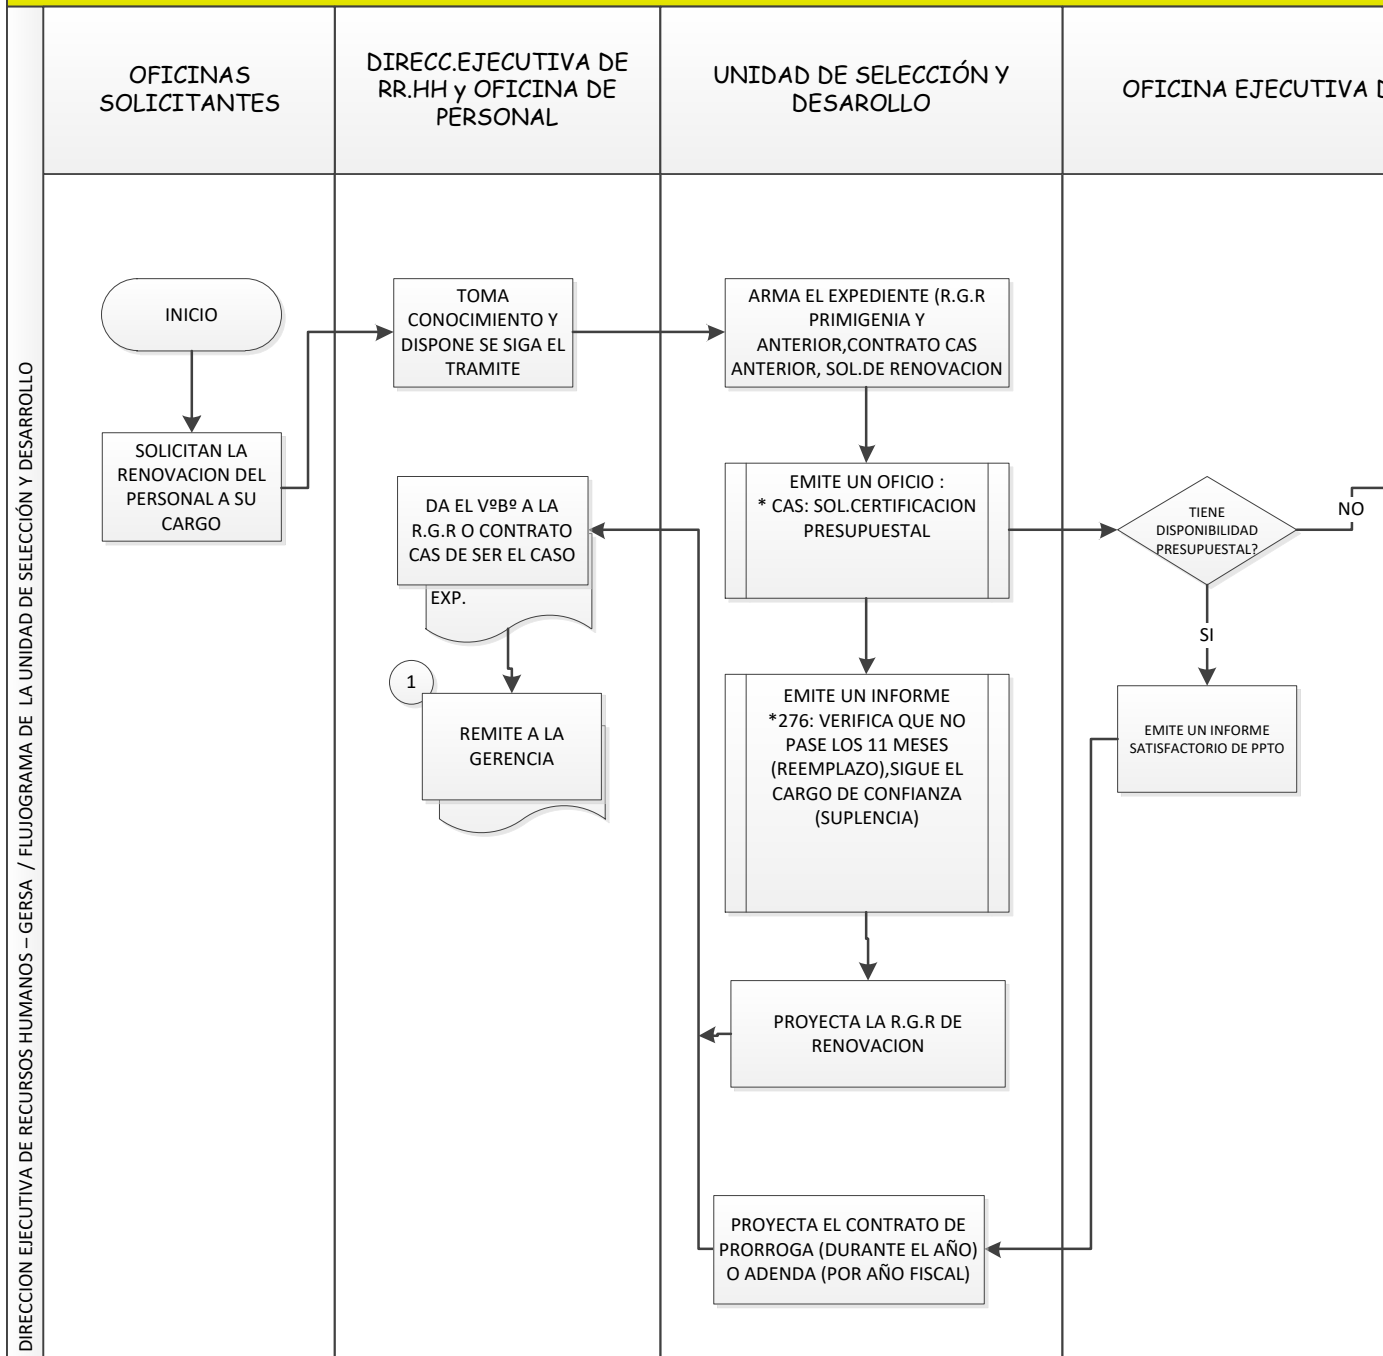 OFICINAS
SOLICITANTES
DIRECC.EJECUTIVA DE
RR.HH y OFICINA DE
PERSONAL
UNIDAD DE SELECCIÓN Y
DESAROLLO
OFICINA EJECUTIVA
DIRECCION EJECUTIVA DE RECURSOS HUMANOS – GERSA / FLUJOGRAMA DE LA UNIDAD DE SELECCIÓN Y DESARROLLO
INICIO
SOLICITAN LA
RENOVACION DEL
PERSONAL A SU
CARGO
TOMA
CONOCIMIENTO Y
DISPONE SE SIGA EL
TRAMITE
ARMA EL EXPEDIENTE (R.G.R
PRIMIGENIA Y
ANTERIOR,CONTRATO CAS
ANTERIOR, SOL.DE RENOVACION
EMITE UN OFICIO :
* CAS: SOL.CERTIFICACION
PRESUPUESTAL
TIENE
DISPONIBILIDAD
PRESUPUESTAL?
NO
SI
EMITE UN INFORME
SATISFACTORIO DE PPTO
DA EL VºBº A LA
R.G.R O CONTRATO
CAS DE SER EL CASO
EXP.
1
REMITE A LA
GERENCIA
EMITE UN INFORME
*276: VERIFICA QUE NO
PASE LOS 11 MESES
(REEMPLAZO),SIGUE EL
CARGO DE CONFIANZA
(SUPLENCIA)
PROYECTA LA R.G.R DE
RENOVACION
PROYECTA EL CONTRATO DE
PRORROGA (DURANTE EL AÑO)
O ADENDA (POR AÑO FISCAL)